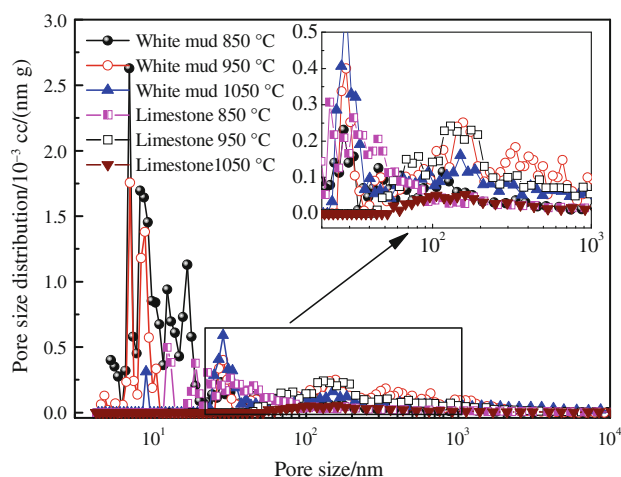 3.0
2.5
2.0
1.5
1.0
0.5
0.0
Pore size distribution/10⁻³ cc/(nm g)
White mud 850 °C
White mud 950 °C
White mud 1050 °C
Limestone 850 °C
Limestone 950 °C
Limestone1050 °C
0.5
0.4
0.3
0.2
0.1
0.0
10² 10³
10¹ 10² 10³ 10⁴
Pore size/nm